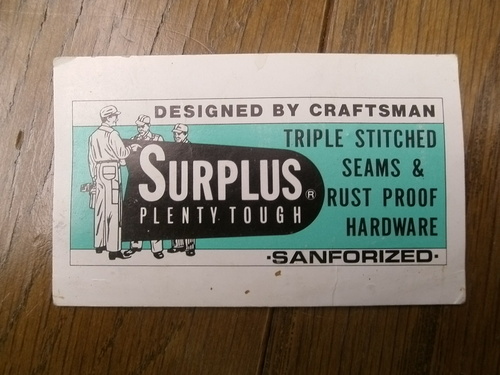 DESIGNED BY CRAFTSMAN
TRIPLE STITCHED
SEAMS &
RUST PROOF
HARDWARE
SURPLUS®
PLENTY TOUGH
·SANFORIZED·